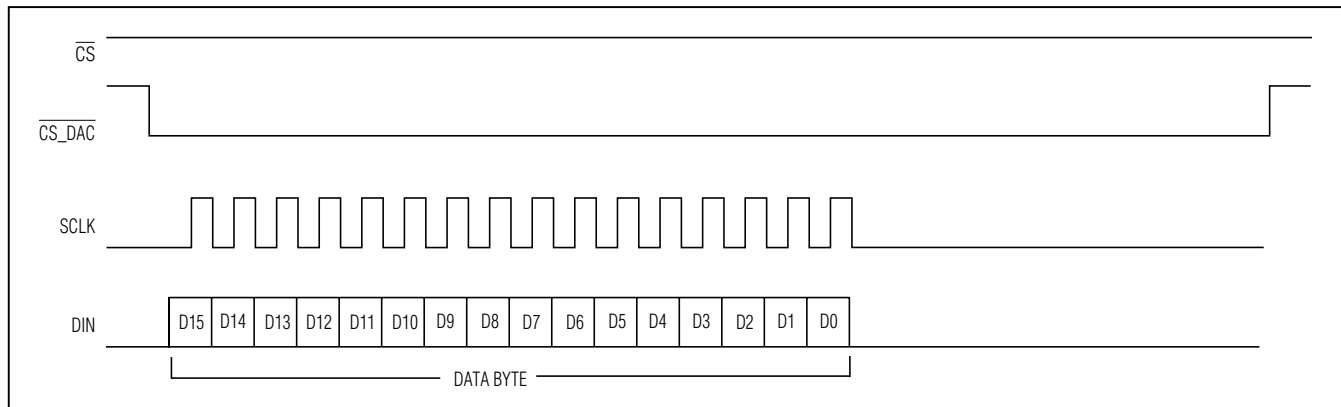 CS
CS_DAC
SCLK
DIN
D15 D14 D13 D12 D11 D10 D9 D8 D7 D6 D5 D4 D3 D2 D1 D0
DATA BYTE